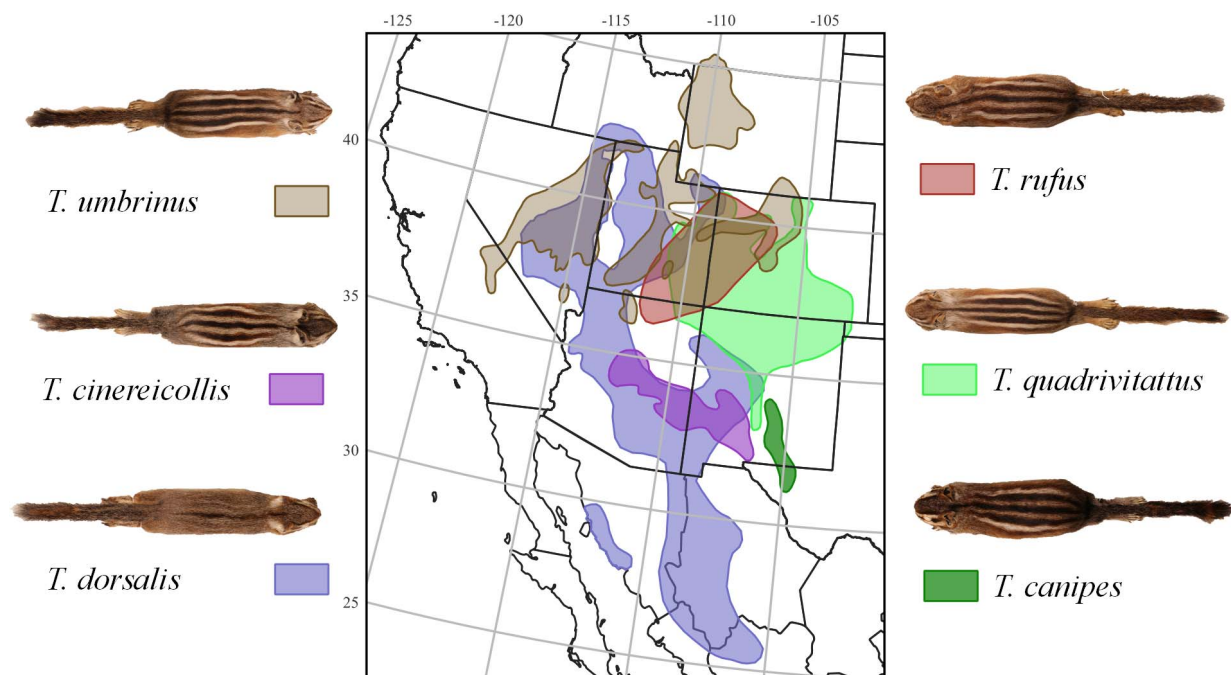 -125
-120
-115
-110
-105
40
35
30
25
T. umbrinus
T. cinereicollis
T. dorsalis
T. rufus
T. quadrivitattus
T. canipes